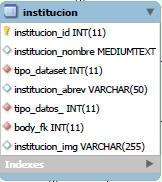 institucion
institucion_id INT(11)
institucion_nombre MEDIUMTEXT
tipo_dataset INT(11)
institucion_abrev VARCHAR(50)
tipo_datos_ INT(11)
body_fk INT(11)
institucion_img VARCHAR(255)
Indexes